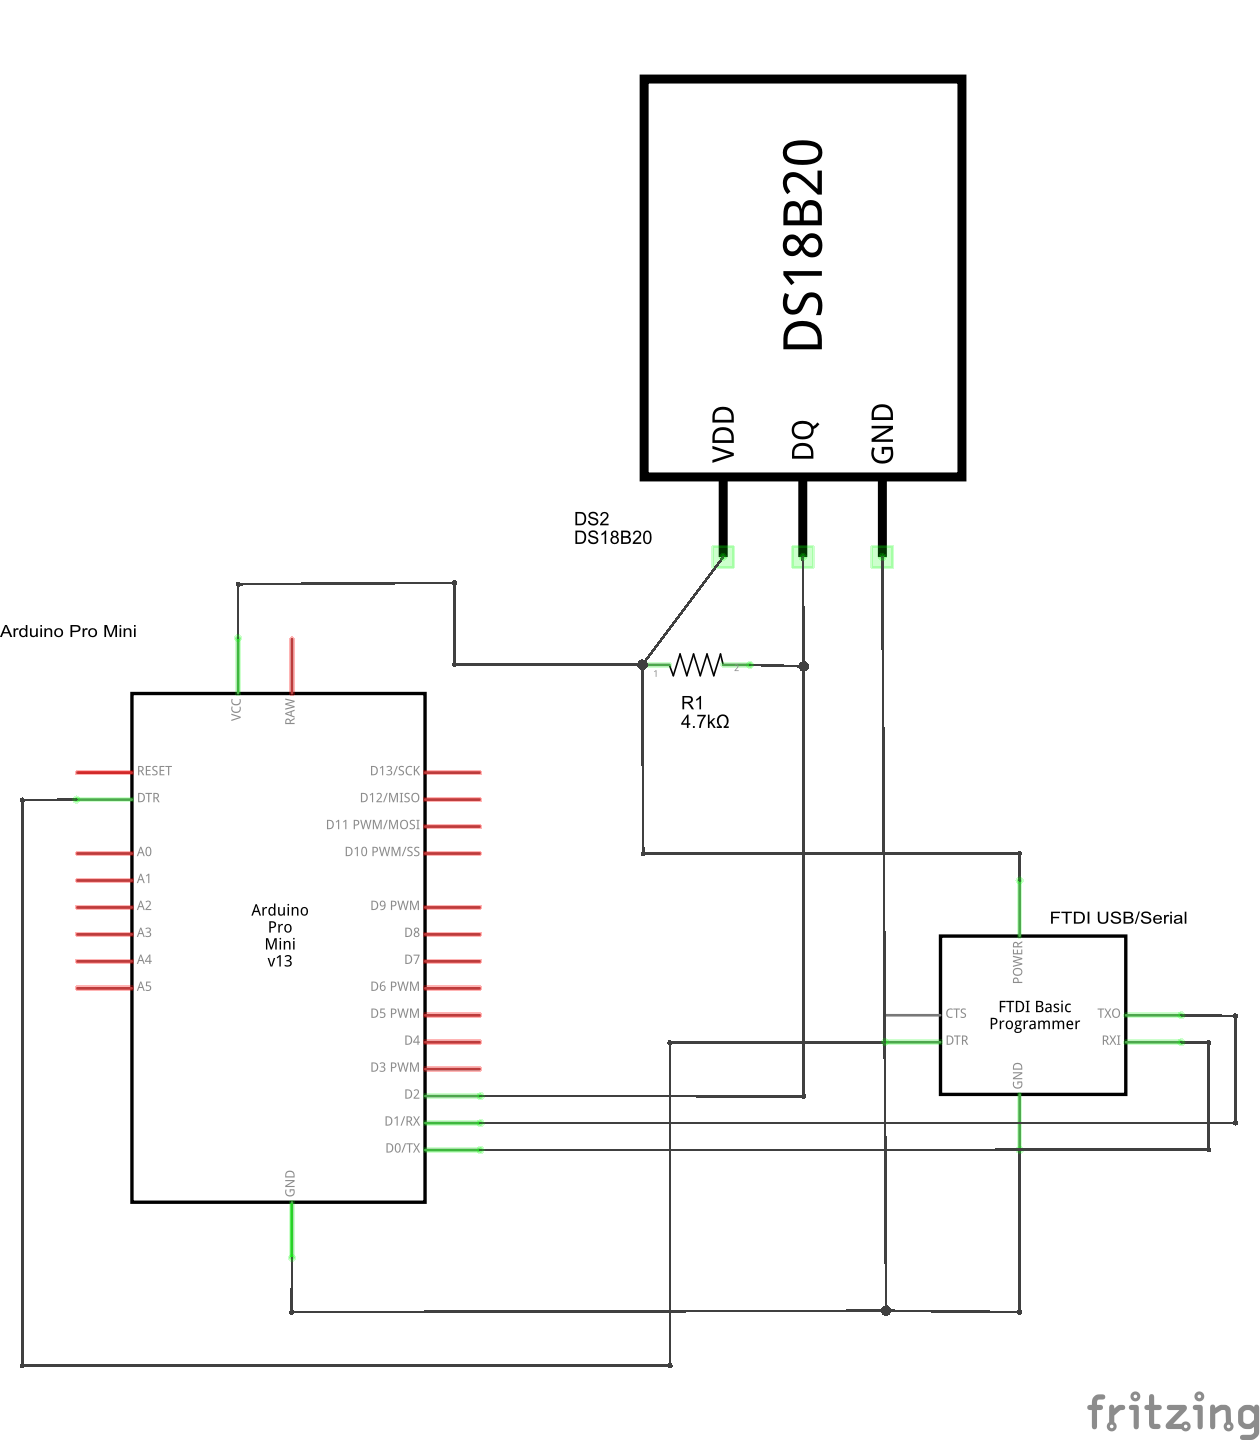 DS18B20
VDD
DQ
GND
DS2
DS18B20
Arduino Pro Mini
1
2
R1
4.7kΩ
VCC
RAW
RESET
DTR
A0
A1
A2
A3
A4
A5
Arduino
Pro
Mini
v13
D13/SCK
D12/MISO
D11 PWM/MOSI
D10 PWM/SS
D9 PWM
D8
D7
D6 PWM
D5 PWM
D4
D3 PWM
D2
D1/RX
D0/TX
GND
FTDI USB/Serial
POWER
CTS
DTR
FTDI Basic
Programmer
TXO
RXI
GND
fritzing